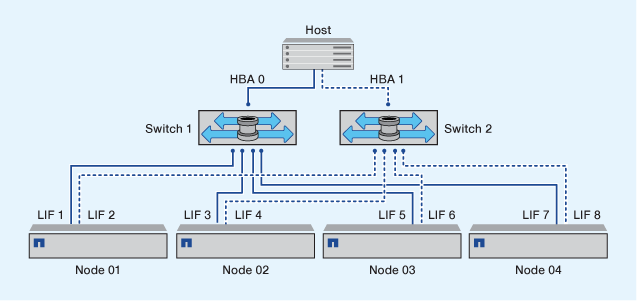 Host
HBA 0
HBA 1
Switch 1
Switch 2
LIF 1
LIF 2
LIF 3
LIF 4
LIF 5
LIF 6
LIF 7
LIF 8
Node 01
Node 02
Node 03
Node 04